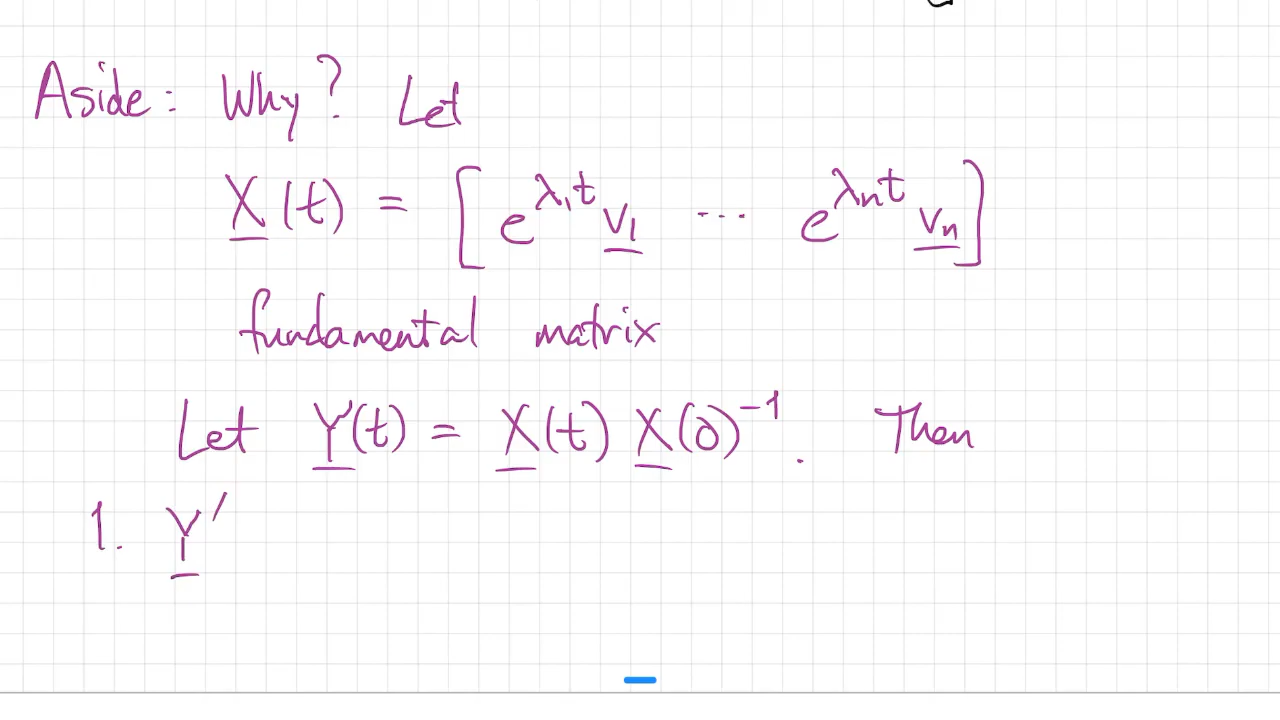 Aside: Why? Let
X(t) = [e^{λ₁t} v₁ ... e^{λₙt} vₙ]
fundamental matrix
Let Y(t) = X(t) X(0)⁻¹. Then
1. Y′